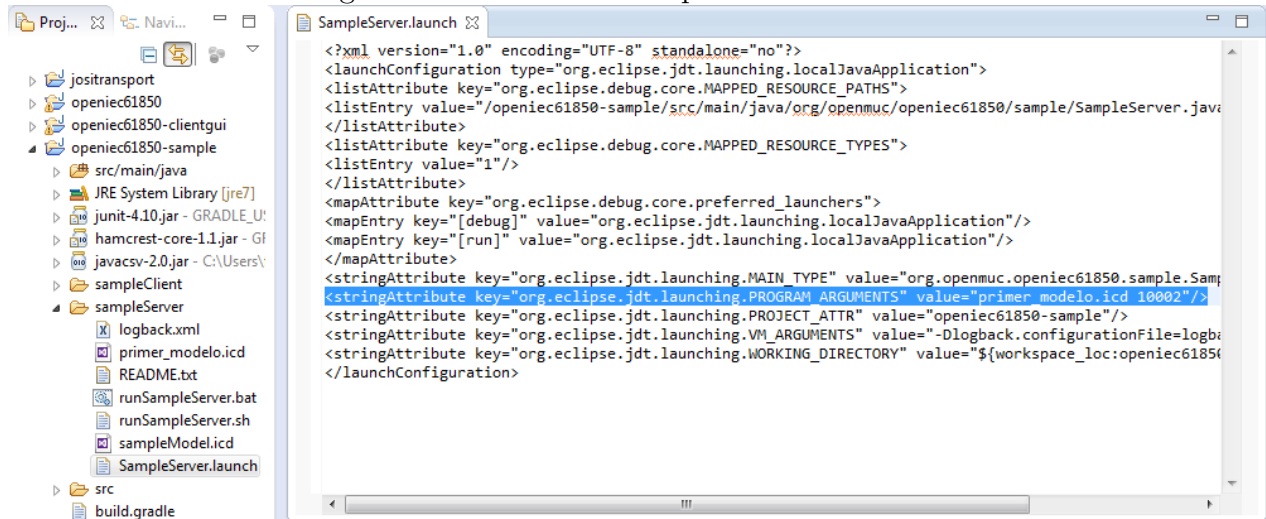 Proj...
Navi...
jositransport
openiec61850
openiec61850-clientgui
openiec61850-sample
src/main/java
JRE System Library [jre7]
junit-4.10.jar - GRADLE_U
hamcrest-core-1.1.jar - G
javacsv-2.0.jar - C:\Users\
sampleClient
sampleServer
logback.xml
primer_modelo.icd
README.txt
runSampleServer.bat
runSampleServer.sh
sampleModel.icd
SampleServer.launch
src
build.gradle
SampleServer.launch
<?xml version="1.0" encoding="UTF-8" standalone="no"?>
<launchConfiguration type="org.eclipse.jdt.launching.localJavaApplication">
<listAttribute key="org.eclipse.debug.core.MAPPED_RESOURCE_PATHS">
<listEntry value="/openiec61850-sample/src/main/java/org/openmuc/openiec61850/sample/SampleServer.java
</listAttribute>
<listAttribute key="org.eclipse.debug.core.MAPPED_RESOURCE_TYPES">
<listEntry value="1"/>
</listAttribute>
<mapAttribute key="org.eclipse.debug.core.preferred_launchers">
<mapEntry key="[debug]" value="org.eclipse.jdt.launching.localJavaApplication"/>
<mapEntry key="[run]" value="org.eclipse.jdt.launching.localJavaApplication"/>
</mapAttribute>
<stringAttribute key="org.eclipse.jdt.launching.MAIN_TYPE" value="org.openmuc.openiec61850.sample.Samp
<stringAttribute key="org.eclipse.jdt.launching.PROGRAM_ARGUMENTS" value="primer_modelo.icd 10002"/>
<stringAttribute key="org.eclipse.jdt.launching.PROJECT_ATTR" value="openiec61850-sample"/>
<stringAttribute key="org.eclipse.jdt.launching.VM_ARGUMENTS" value="-Dlogback.configurationFile=logba
<stringAttribute key="org.eclipse.jdt.launching.WORKING_DIRECTORY" value="${workspace_loc:openiec6185
</launchConfiguration>